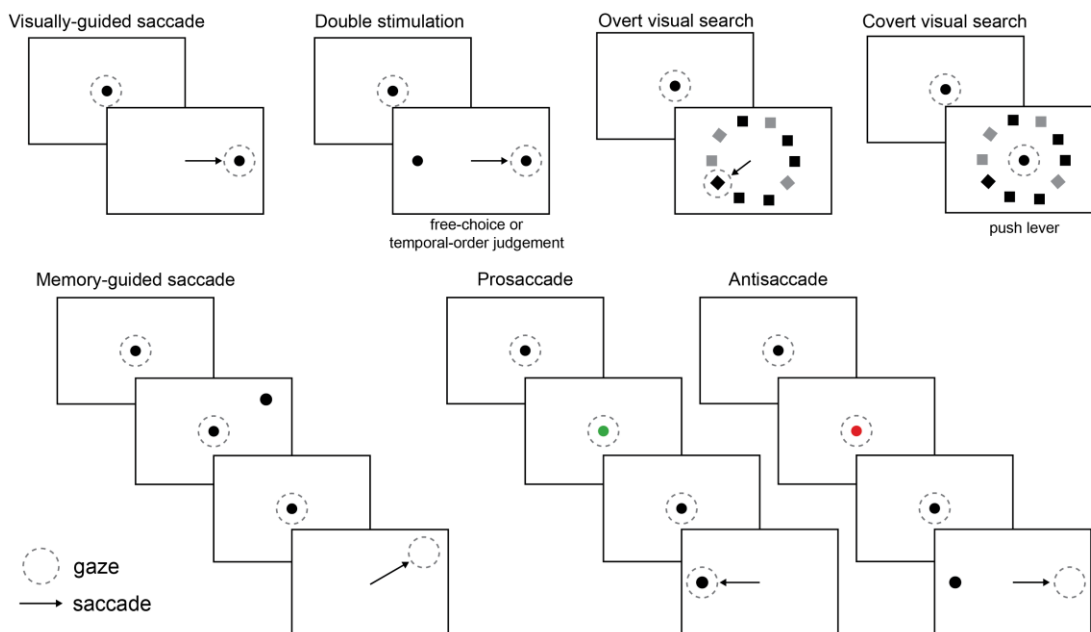 Visually-guided saccade
Double stimulation
Overt visual search
Covert visual search
free-choice or
temporal-order judgement
push lever
Memory-guided saccade
Prosaccade
Antisaccade
gaze
saccade